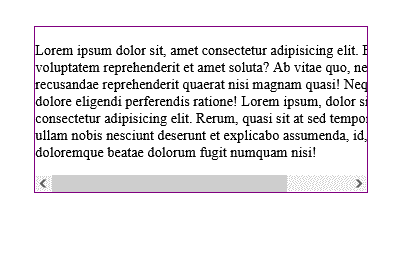 Lorem ipsum dolor sit, amet consectetur adipisicing elit.
voluptatem reprehenderit et amet soluta? Ab vitae quo, ne
recusandae reprehenderit quaerat nisi magnam quasi! Neq
dolore eligendi perferendis ratione! Lorem ipsum, dolor si
consectetur adipisicing elit. Rerum, quasi sit at sed tempo
ullam nobis nesciunt deserunt et explicabo assumenda, id,
doloremque beatae dolorum fugit numquam nisi!